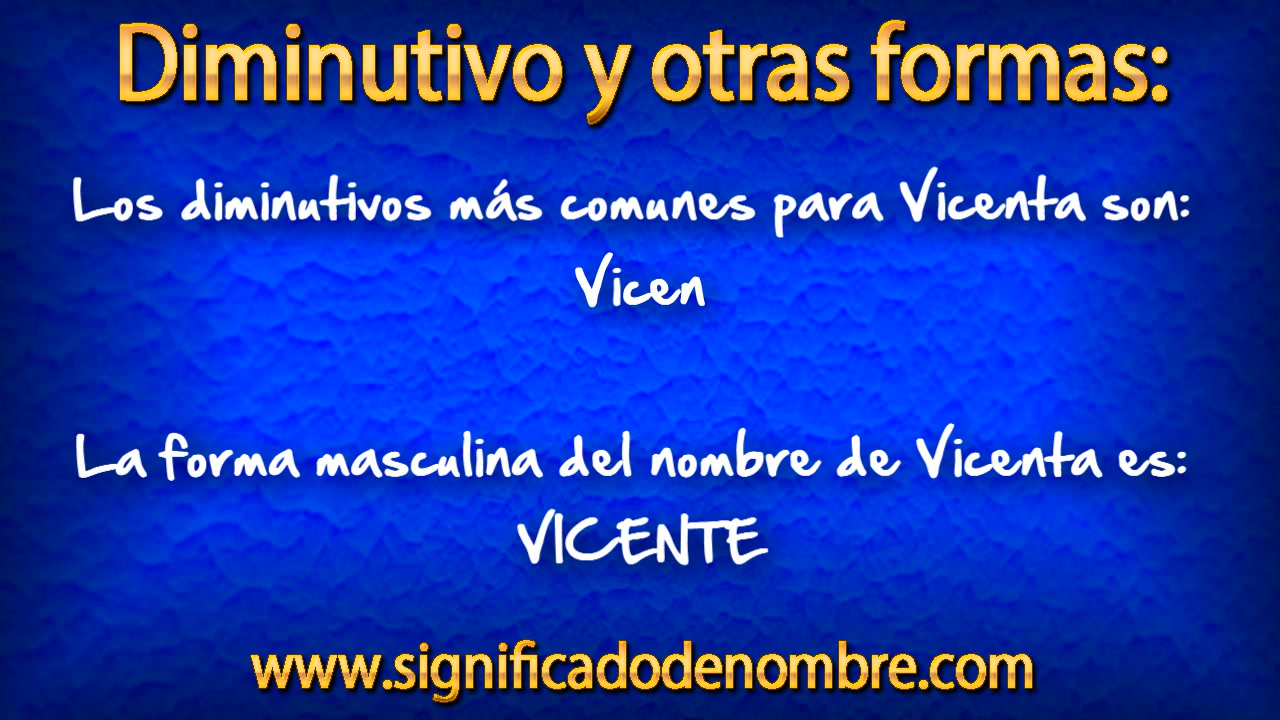 Diminutivo y otras formas:
Los diminutivos más comunes para Vicenta son:
Vicen
La forma masculina del nombre de Vicenta es:
VICENTE
www.significadodenombre.com